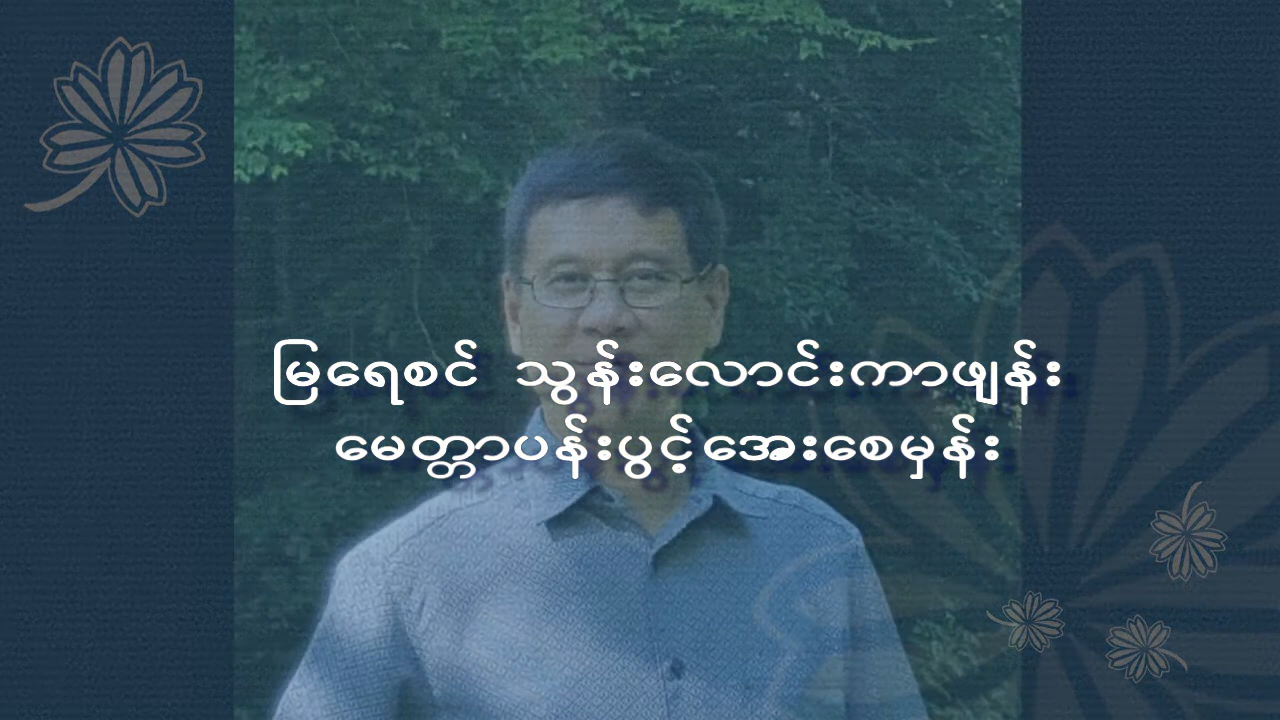 မြရေစင် သွန်းလောင်းကာဖျန်း
မေတ္တာပန်းပွင့်အေးစေမှန်း